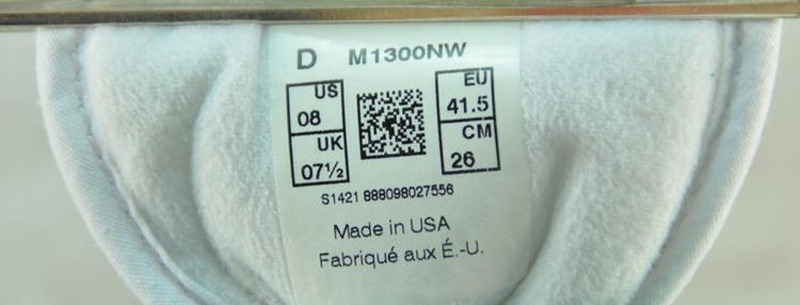 D M1300NW
US EU
08 41.5
UK CM
07½ 26
S1421 888098027556
Made in USA
Fabriqué aux É.-U.